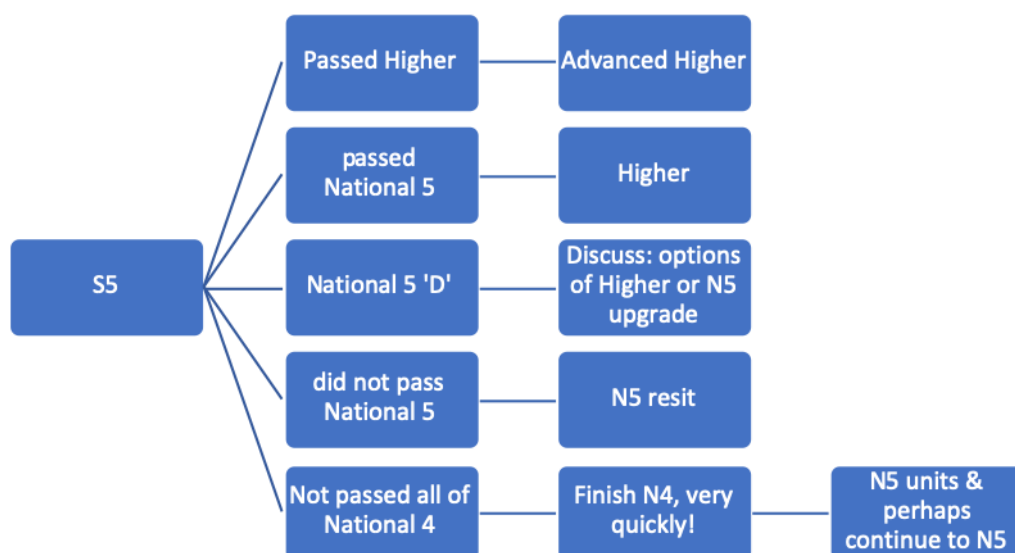 Passed Higher
Advanced Higher
passed
National 5
Higher
S5
National 5 'D'
Discuss: options
of Higher or N5
upgrade
did not pass
National 5
N5 resit
Not passed all of
National 4
Finish N4, very
quickly!
N5 units &
perhaps
continue to N5